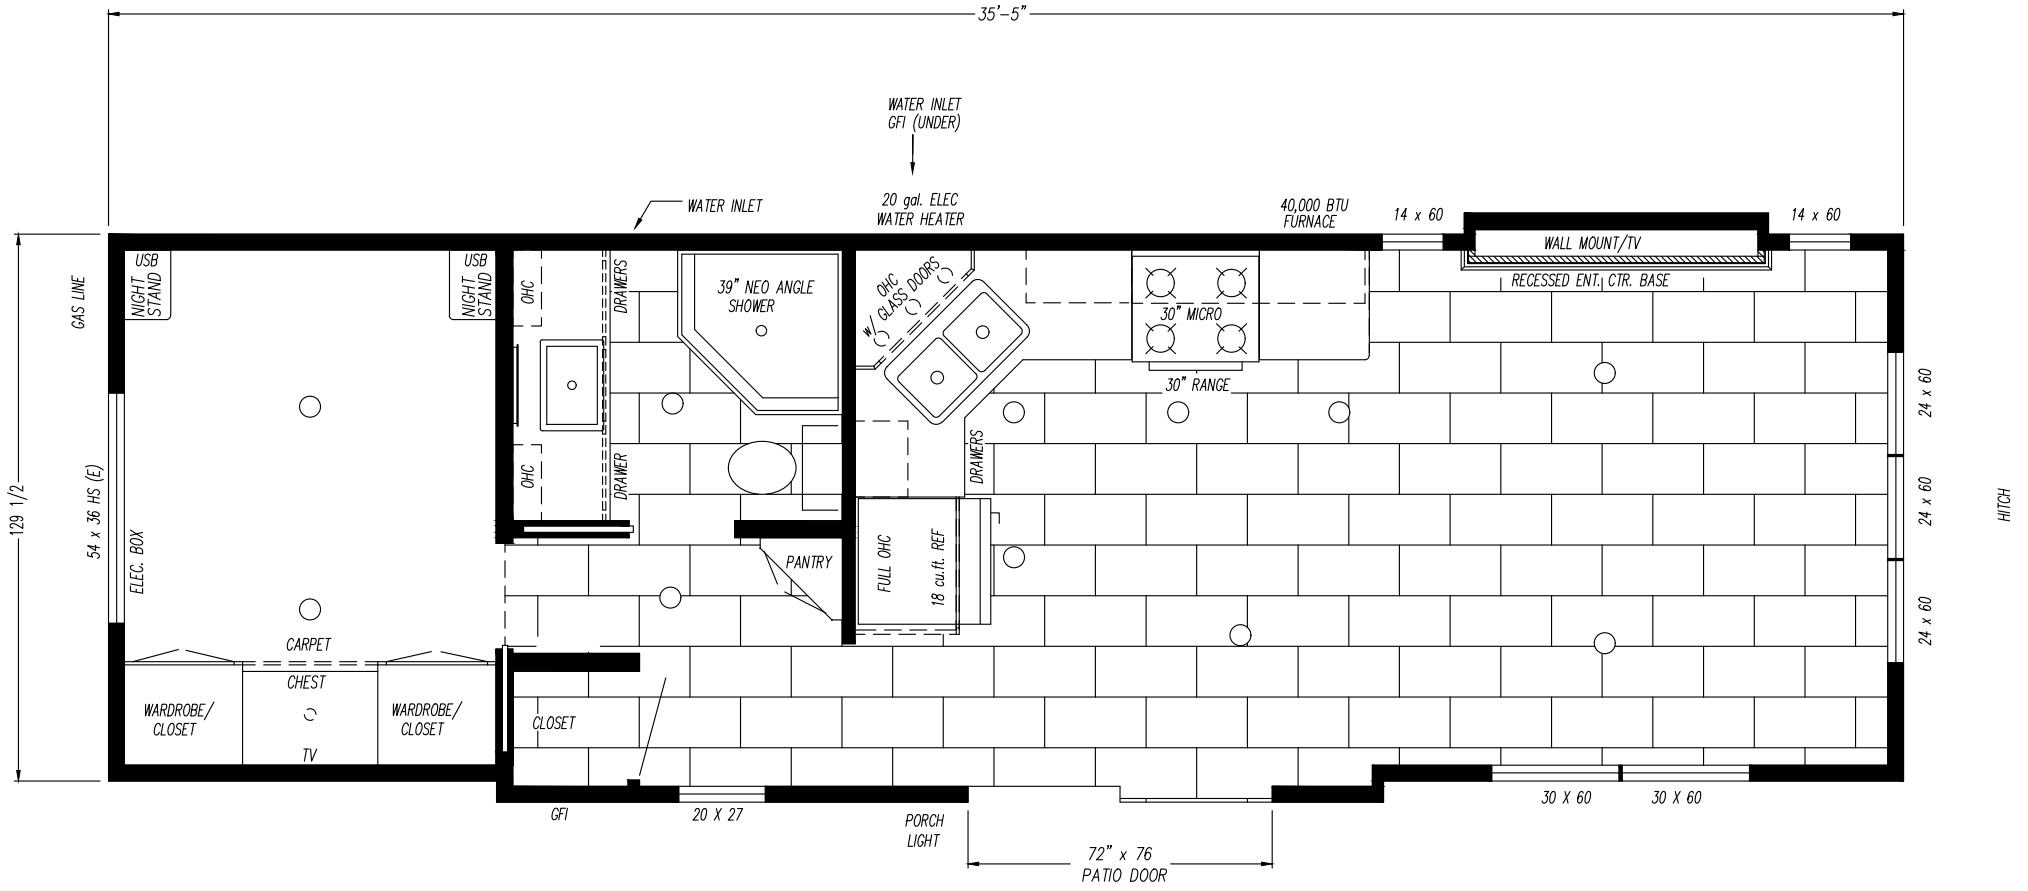 35'-5"
WATER INLET
GFI (UNDER)
20 gal. ELEC
WATER HEATER
WATER INLET
40,000 BTU
FURNACE
14 x 60
14 x 60
WALL MOUNT/TV
RECESSED ENT. CTR. BASE
USB
NIGHT
STAND
USB
NIGHT
STAND
GAS LINE
OHC
DRAWERS
39" NEO ANGLE
SHOWER
OHC
W/ GLASS DOORS
30" MICRO
30" RANGE
24 x 60
24 x 60
24 x 60
HITCH
129 1/2
54 x 36 HS (E)
ELEC. BOX
OHC
DRAWER
DRAWERS
PANTRY
FULL OHC
18 cu.ft. REF
CARPET
CHEST
WARDROBE/
CLOSET
TV
WARDROBE/
CLOSET
CLOSET
GFI
20 X 27
PORCH
LIGHT
72" x 76
PATIO DOOR
30 X 60
30 X 60